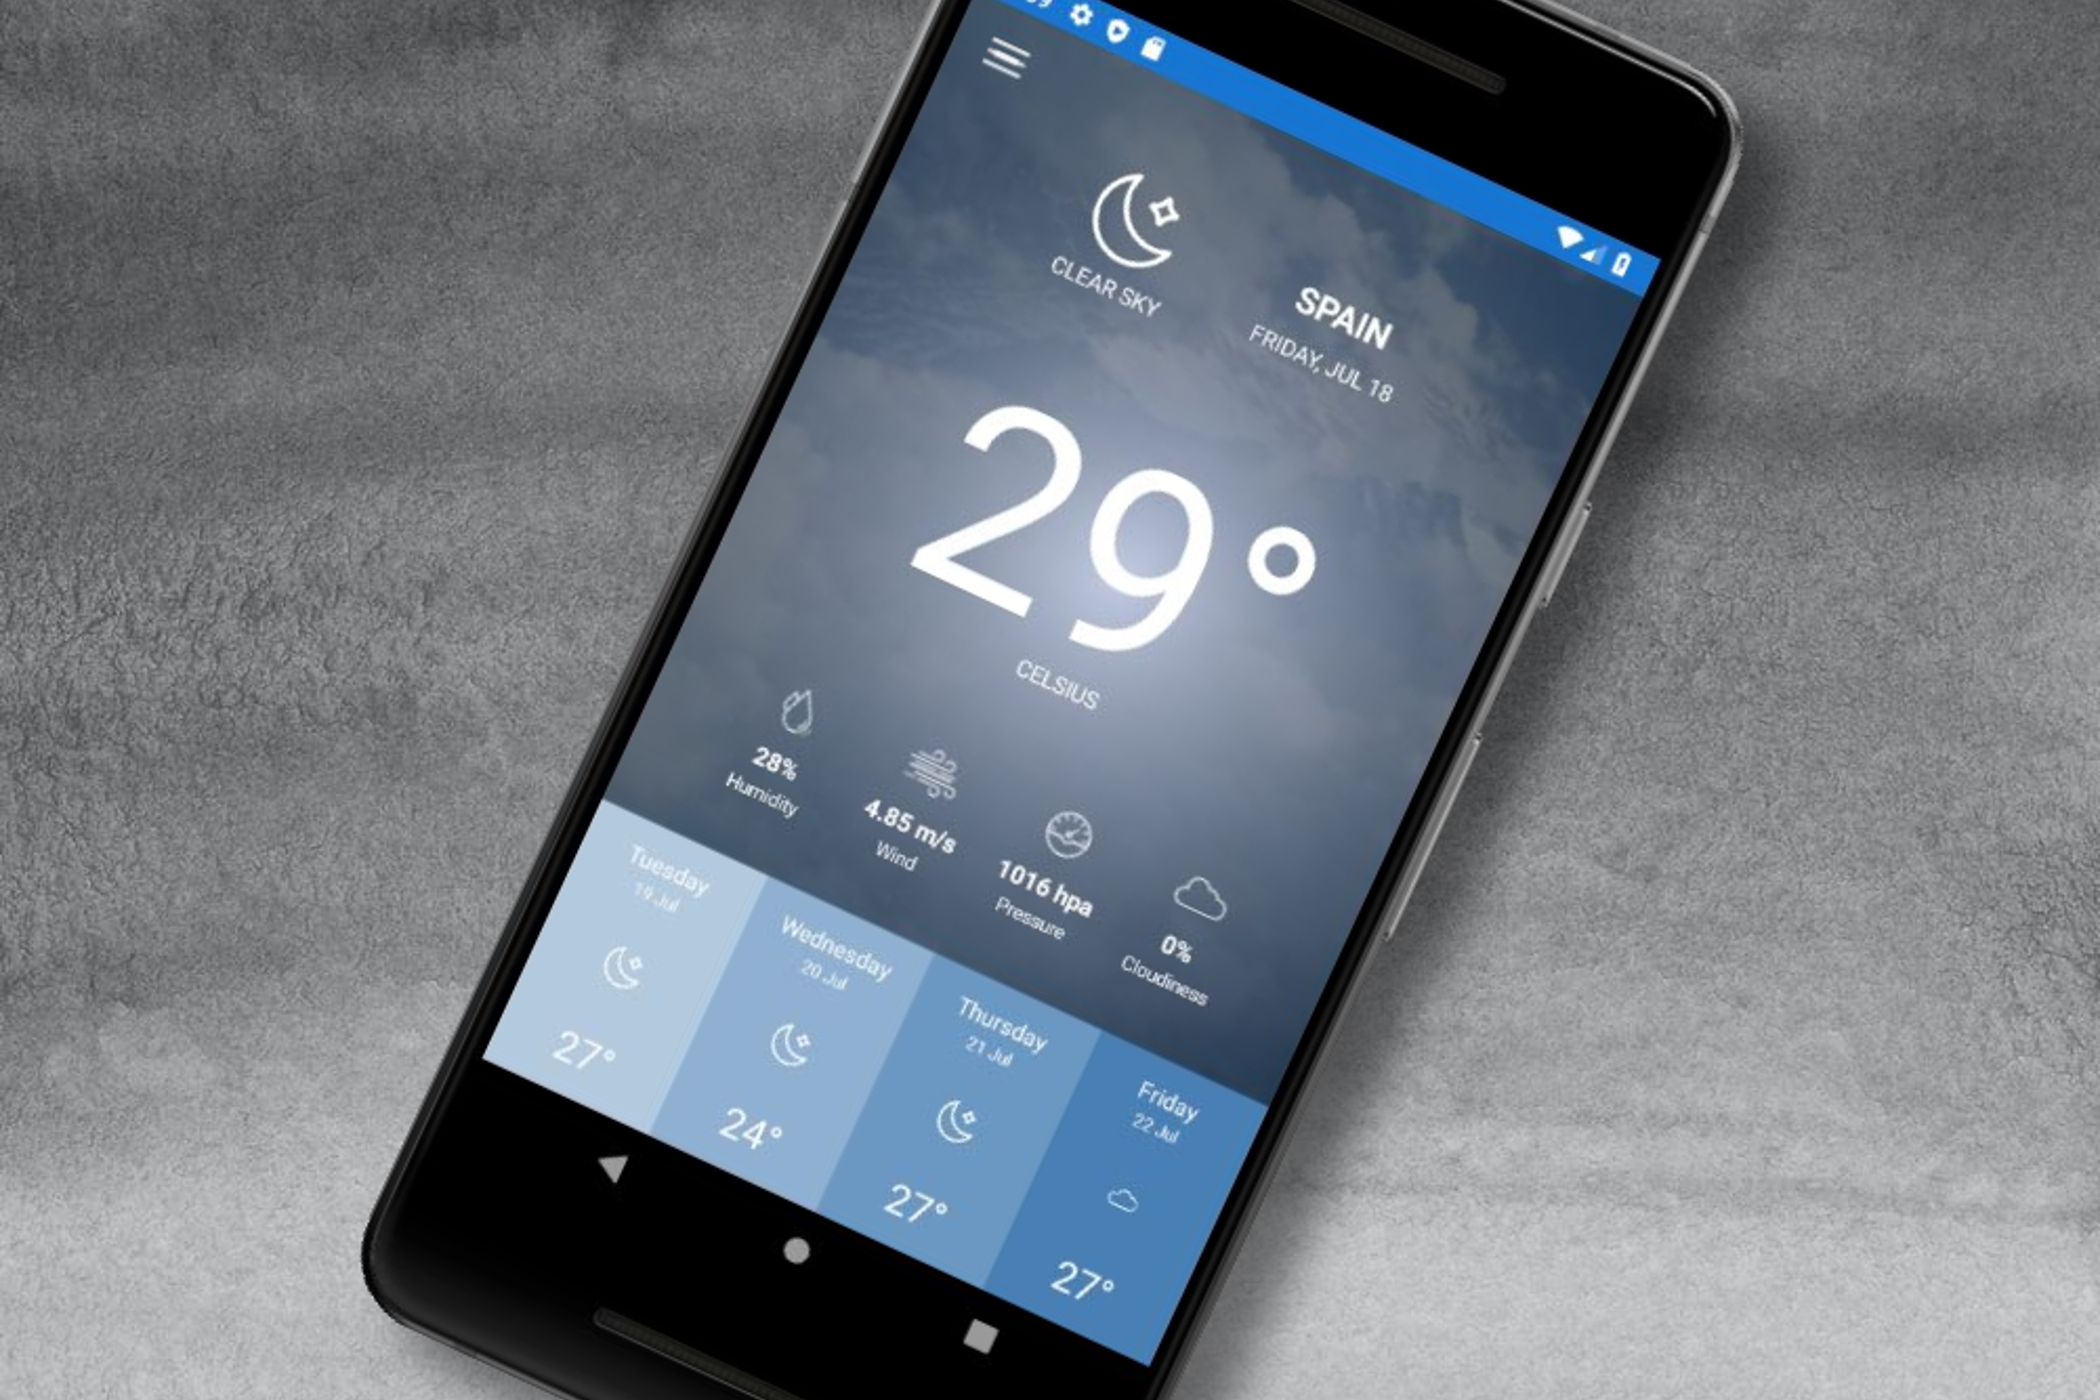 CLEAR SKY
SPAIN
FRIDAY, JUL 18
29°
CELSIUS
28%
Humidity
4.85 m/s
Wind
1016 hpa
Pressure
0%
Cloudiness
Tuesday
19 Jul
27°
Wednesday
20 Jul
24°
Thursday
21 Jul
27°
Friday
22 Jul
27°